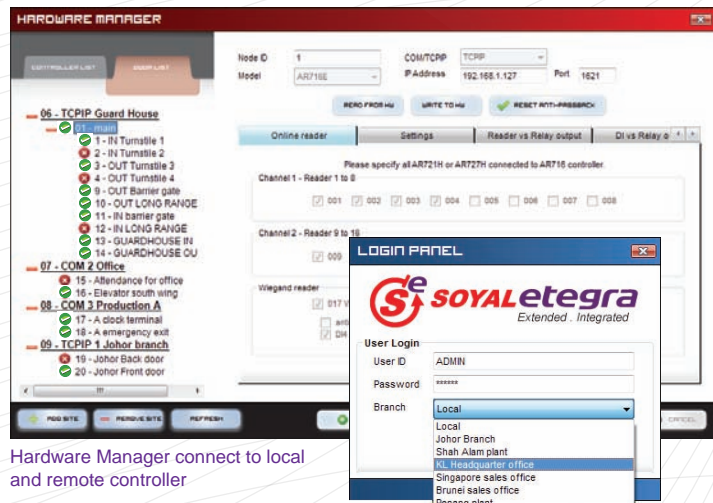 HARDWARE MANAGER
CONTROLLER LIST
DOOR LIST
Node ID 1 COM/TCPIP TCPIP
Model AR716E IP Address 192.168.1.127 Port 1621
READ FROM HW WRITE TO HW RESET ANTI-PASSBACK
06 - TCPIP Guard House
01 - main
1 - IN Turnstile 1
2 - IN Turnstile 2
3 - OUT Turnstile 3
4 - OUT Turnstile 4
9 - OUT Barrier gate
10 - OUT LONG RANGE
11 - IN barrier gate
12 - IN LONG RANGE
13 - GUARDHOUSE IN
14 - GUARDHOUSE OU
07 - COM 2 Office
15 - Attendance for office
16 - Elevator south wing
08 - COM 3 Production A
17 - A clock terminal
18 - A emergency exit
09 - TCPIP 1 Johor branch
19 - Johor Back door
20 - Johor Front door
Online reader Settings Reader vs Relay output DI vs Relay o
Please specify all AR721H or AR727H connected to AR716 controller.
Channel 1 - Reader 1 to 8
001 002 003 004 005 006 007 008
Channel 2 - Reader 9 to 16
009
Wiegand reader
017 W
anti
DI4
ADD SITE REMOVE SITE REFRESH
CANCEL
LOGIN PANEL
SOYAL etegra
Extended . Integrated
User Login
User ID ADMIN
Password ******
Branch Local
Local
Johor Branch
Shah Alam plant
KL Headquarter office
Singapore sales office
Brunei sales office
Penang plant
Hardware Manager connect to local
and remote controller